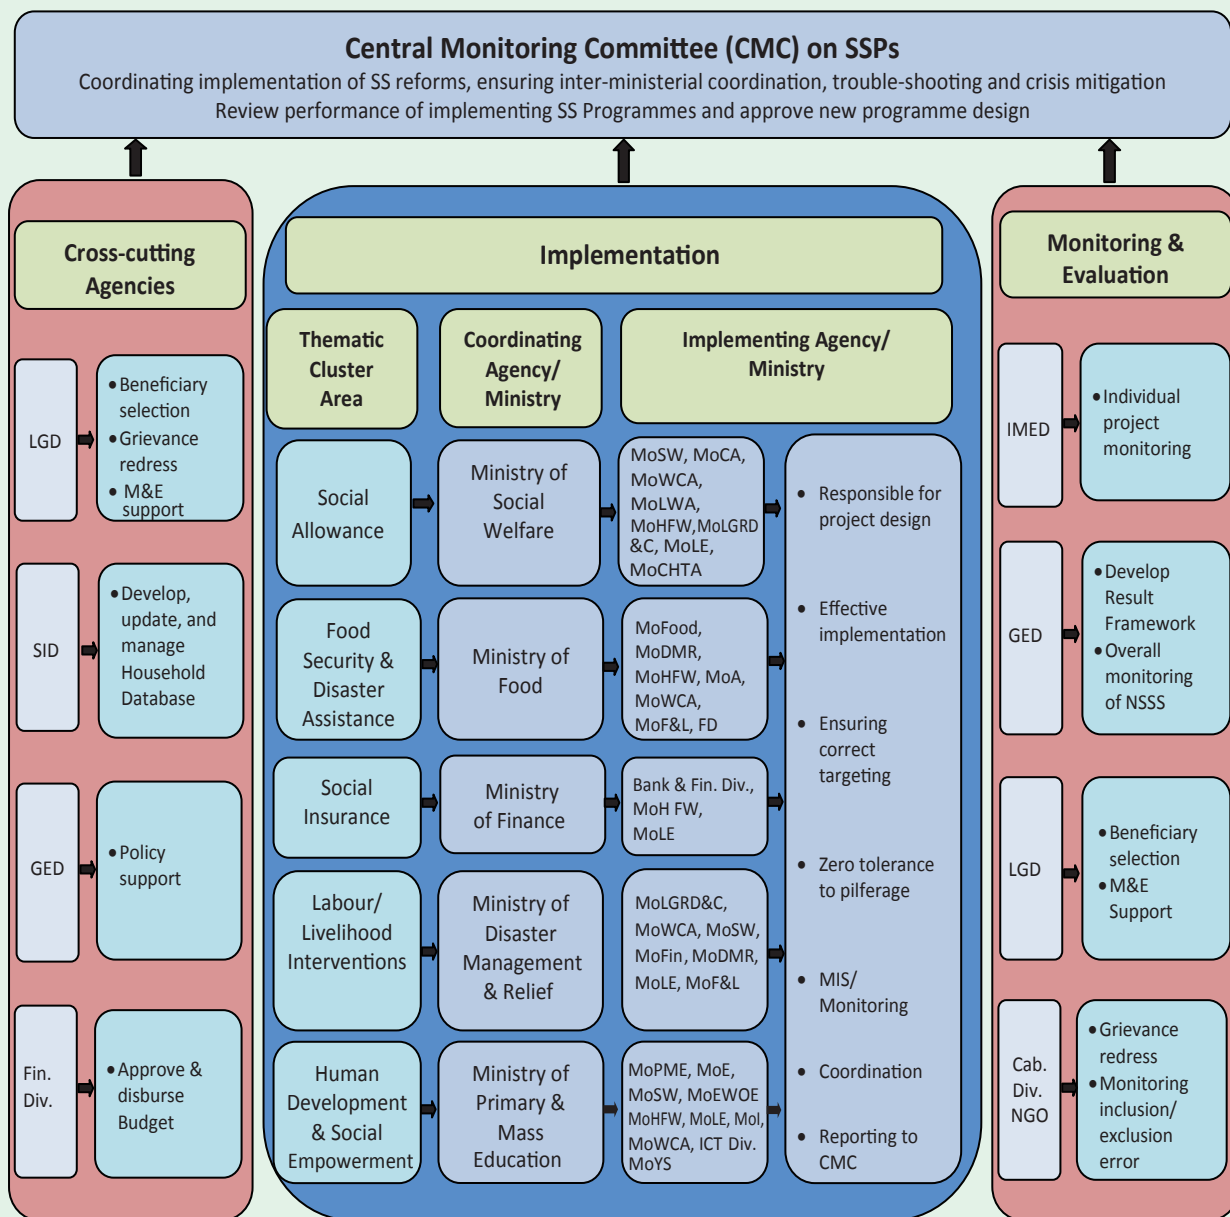 Central Monitoring Committee (CMC) on SSPs
Coordinating implementation of SS reforms, ensuring inter-ministerial coordination, trouble-shooting and crisis mitigation
Review performance of implementing SS Programmes and approve new programme design
Cross-cutting
Agencies
LGD
• Beneficiary
selection
• Grievance
redress
• M&E
support
SID
• Develop,
update, and
manage
Household
Database
GED
• Policy
support
Fin.
Div.
• Approve &
disburse
Budget
Implementation
Thematic
Cluster
Area
Coordinating
Agency/
Ministry
Implementing Agency/
Ministry
Social
Allowance
Ministry of
Social
Welfare
MoSW, MoCA,
MoWCA,
MoLWA,
MoHFW,MoLGRD
&C, MoLE,
MoCHTA
Food
Security &
Disaster
Assistance
Ministry of
Food
MoFood,
MoDMR,
MoHFW, MoA,
MoWCA,
MoF&L, FD
Social
Insurance
Ministry
of Finance
Bank & Fin. Div.,
MoH FW,
MoLE
Labour/
Livelihood
Interventions
Ministry of
Disaster
Management
& Relief
MoLGRD&C,
MoWCA, MoSW,
MoFin, MoDMR,
MoLE, MoF&L
Human
Development
& Social
Empowerment
Ministry of
Primary &
Mass
Education
MoPME, MoE,
MoSW, MoEWOE
MoHFW, MoLE, MoI,
MoWCA, ICT Div.
MoYS
• Responsible for
project design
• Effective
implementation
• Ensuring
correct
targeting
• Zero tolerance
to pilferage
• MIS/
Monitoring
• Coordination
• Reporting to
CMC
Monitoring &
Evaluation
IMED
• Individual
project
monitoring
GED
• Develop
Result
Framework
• Overall
monitoring
of NSSS
LGD
• Beneficiary
selection
• M&E
Support
Cab.
Div.
NGO
• Grievance
redress
• Monitoring
inclusion/
exclusion
error